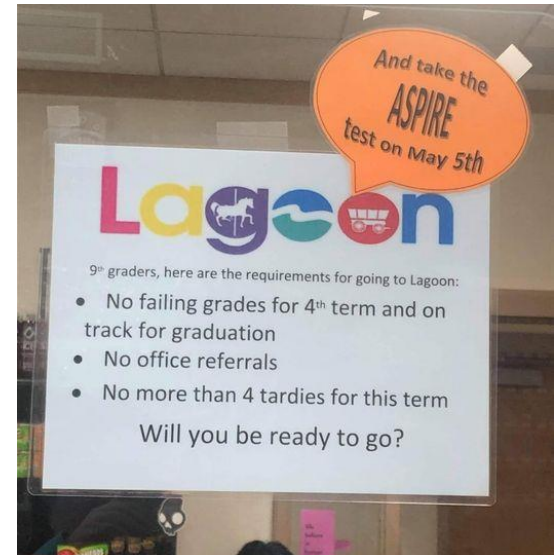 And take the
ASPIRE
test on May 5th
Lagoon
9th graders, here are the requirements for going to Lagoon:
• No failing grades for 4th term and on
track for graduation
• No office referrals
• No more than 4 tardies for this term
Will you be ready to go?